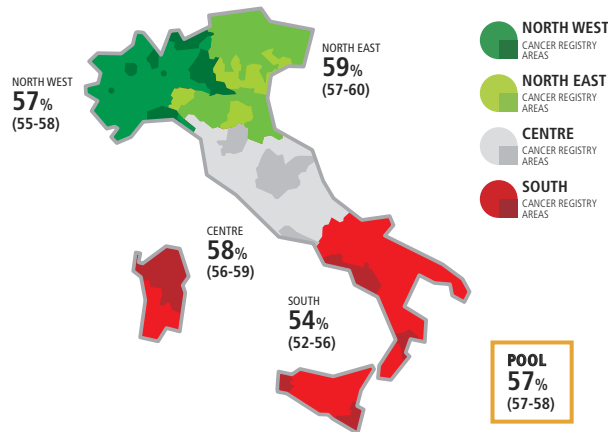 NORTH WEST
57%
(55-58)
NORTH EAST
59%
(57-60)
CENTRE
58%
(56-59)
SOUTH
54%
(52-56)
NORTH WEST
CANCER REGISTRY
AREAS
NORTH EAST
CANCER REGISTRY
AREAS
CENTRE
CANCER REGISTRY
AREAS
SOUTH
CANCER REGISTRY
AREAS
POOL
57%
(57-58)